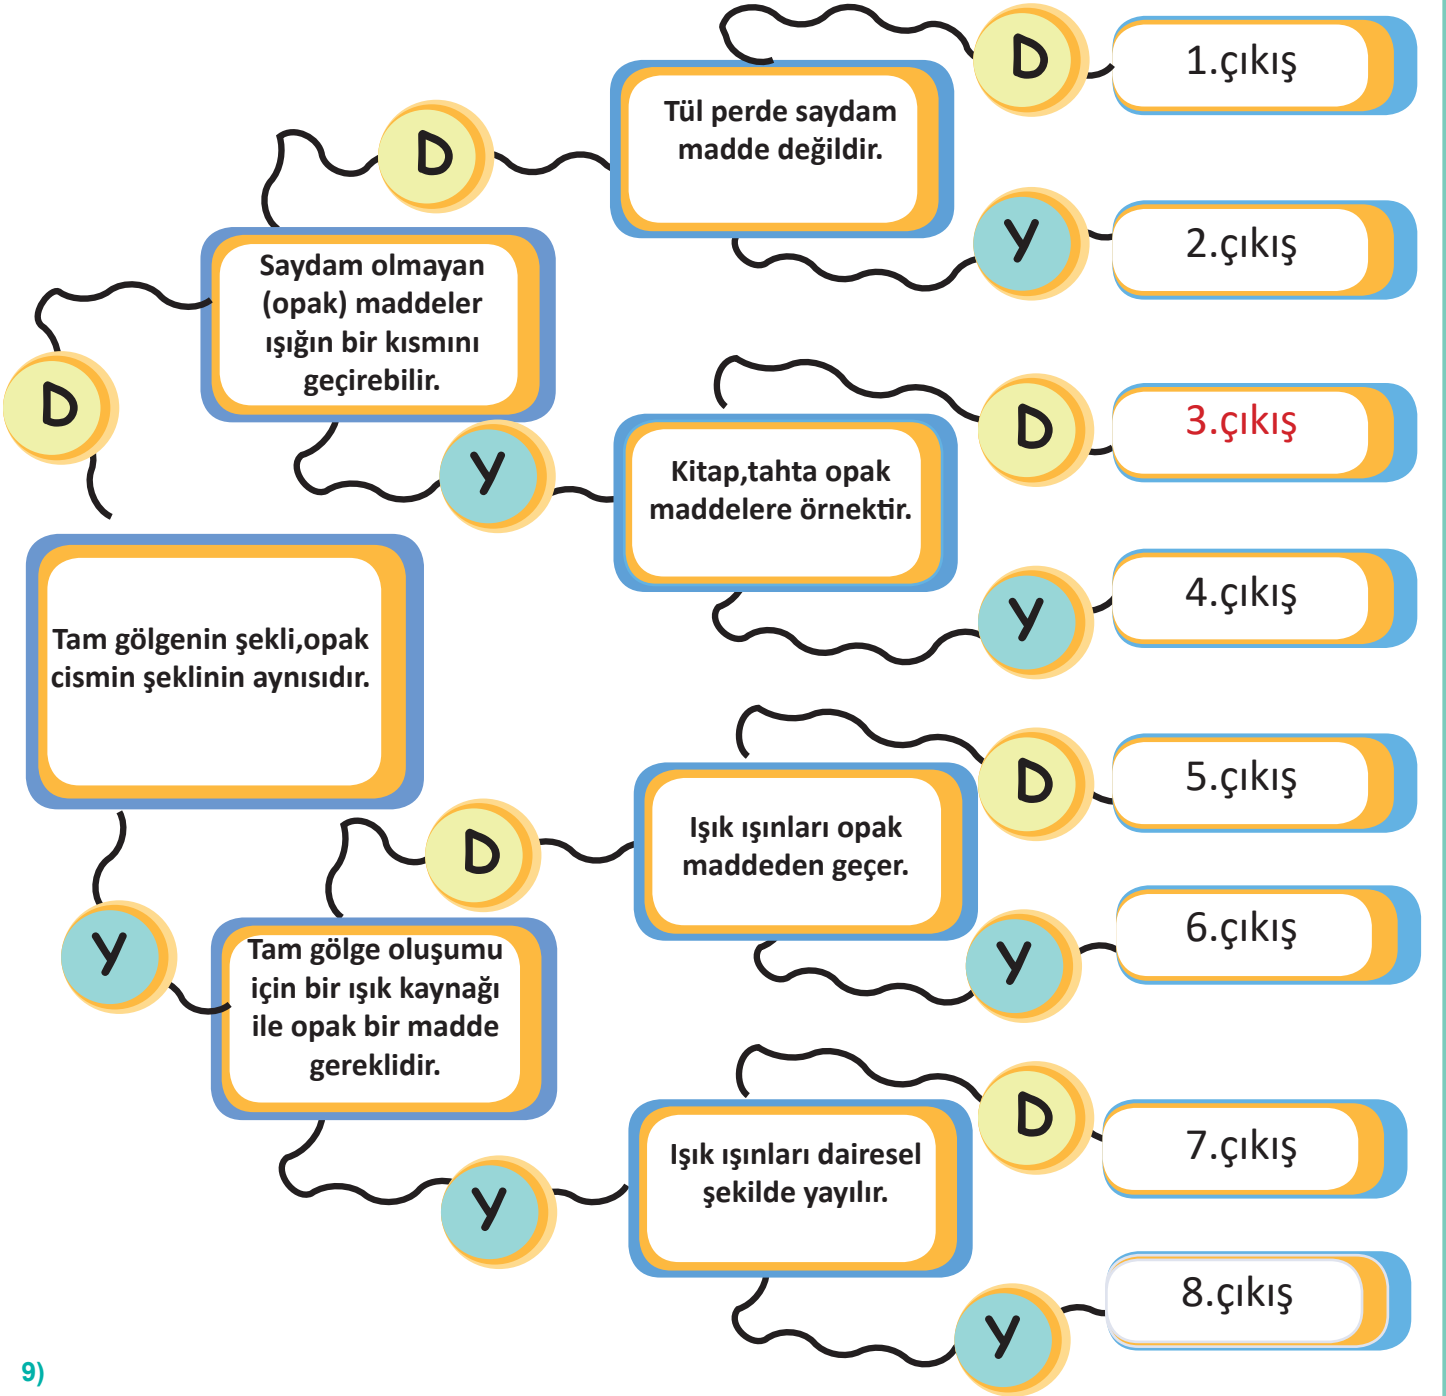 D
1.çıkış
Tül perde saydam
madde değildir.
D
Y
2.çıkış
Saydam olmayan
(opak) maddeler
ışığın bir kısmını
geçirebilir.
D
D
3.çıkış
Y
Kitap,tahta opak
maddelere örnektir.
Y
4.çıkış
Tam gölgenin şekli,opak
cismin şeklinin aynısıdır.
D
5.çıkış
D
Işık ışınları opak
maddeden geçer.
Y
6.çıkış
Y
Tam gölge oluşumu
için bir ışık kaynağı
ile opak bir madde
gereklidir.
D
7.çıkış
Y
Işık ışınları dairesel
şekilde yayılır.
Y
8.çıkış
9)